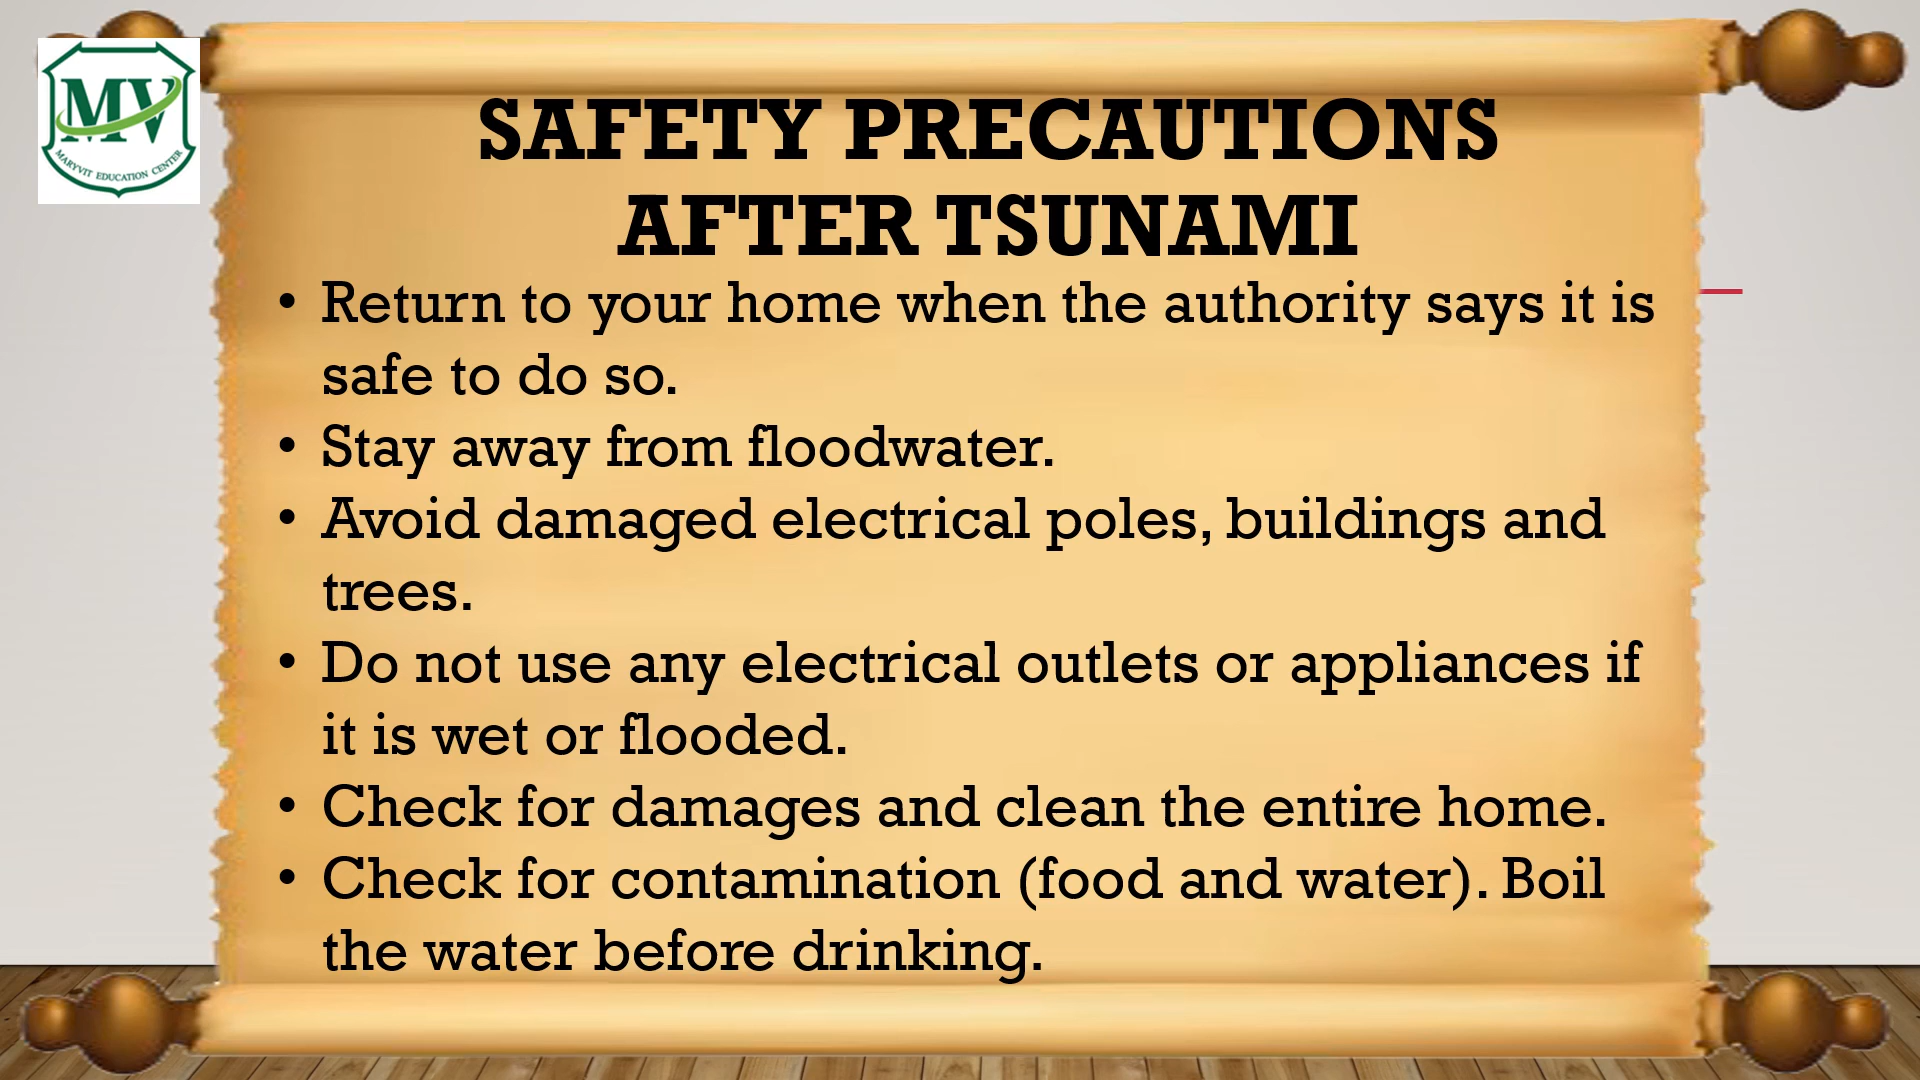 MV
MARYVIT EDUCATION CENTER
SAFETY PRECAUTIONS
AFTER TSUNAMI
• Return to your home when the authority says it is
safe to do so.
• Stay away from floodwater.
• Avoid damaged electrical poles, buildings and
trees.
• Do not use any electrical outlets or appliances if
it is wet or flooded.
• Check for damages and clean the entire home.
• Check for contamination (food and water). Boil
the water before drinking.